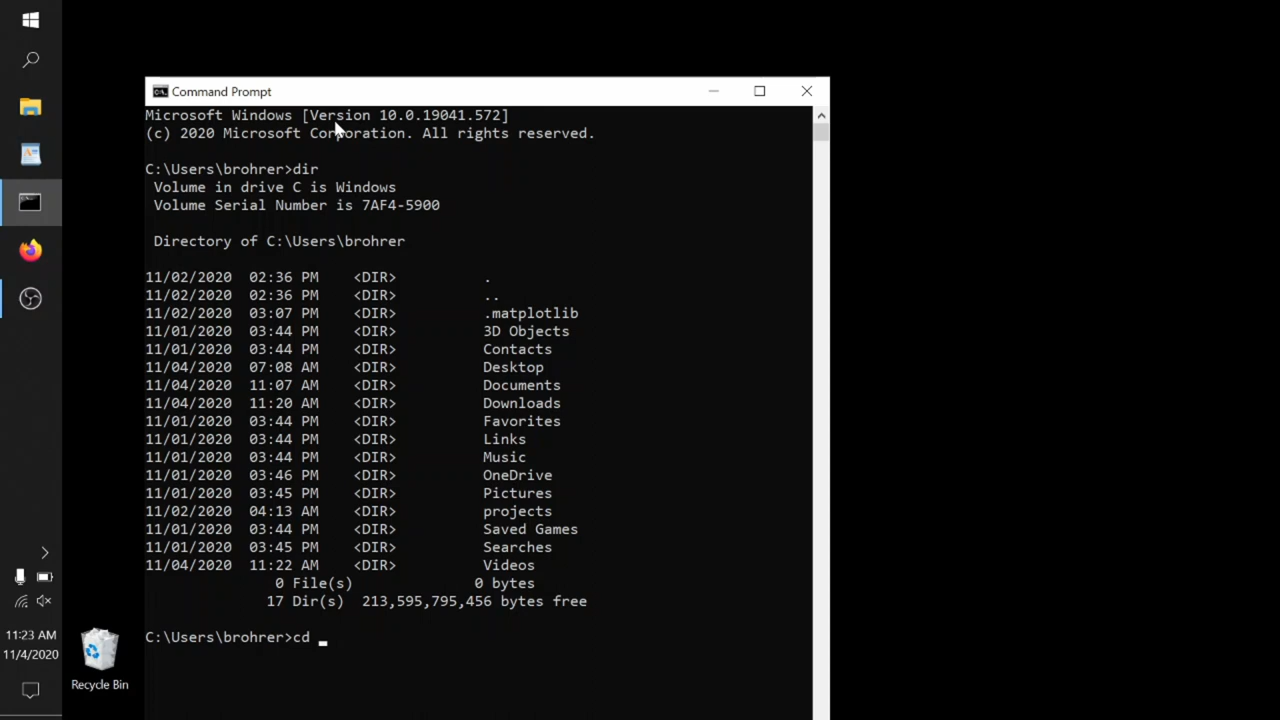 Command Prompt
Microsoft Windows [Version 10.0.19041.572]
(c) 2020 Microsoft Corporation. All rights reserved.
C:\Users\brohrer>dir
Volume in drive C is Windows
Volume Serial Number is 7AF4-5900
Directory of C:\Users\brohrer
11/02/2020 02:36 PM <DIR> .
11/02/2020 02:36 PM <DIR> ..
11/02/2020 03:07 PM <DIR> .matplotlib
11/01/2020 03:44 PM <DIR> 3D Objects
11/01/2020 03:44 PM <DIR> Contacts
11/04/2020 07:08 AM <DIR> Desktop
11/04/2020 11:07 AM <DIR> Documents
11/04/2020 11:20 AM <DIR> Downloads
11/01/2020 03:44 PM <DIR> Favorites
11/01/2020 03:44 PM <DIR> Links
11/01/2020 03:44 PM <DIR> Music
11/01/2020 03:46 PM <DIR> OneDrive
11/01/2020 03:45 PM <DIR> Pictures
11/02/2020 04:13 AM <DIR> projects
11/01/2020 03:44 PM <DIR> Saved Games
11/01/2020 03:45 PM <DIR> Searches
11/04/2020 11:22 AM <DIR> Videos
0 File(s) 0 bytes
17 Dir(s) 213,595,795,456 bytes free
C:\Users\brohrer>cd _
11:23 AM
11/4/2020
Recycle Bin